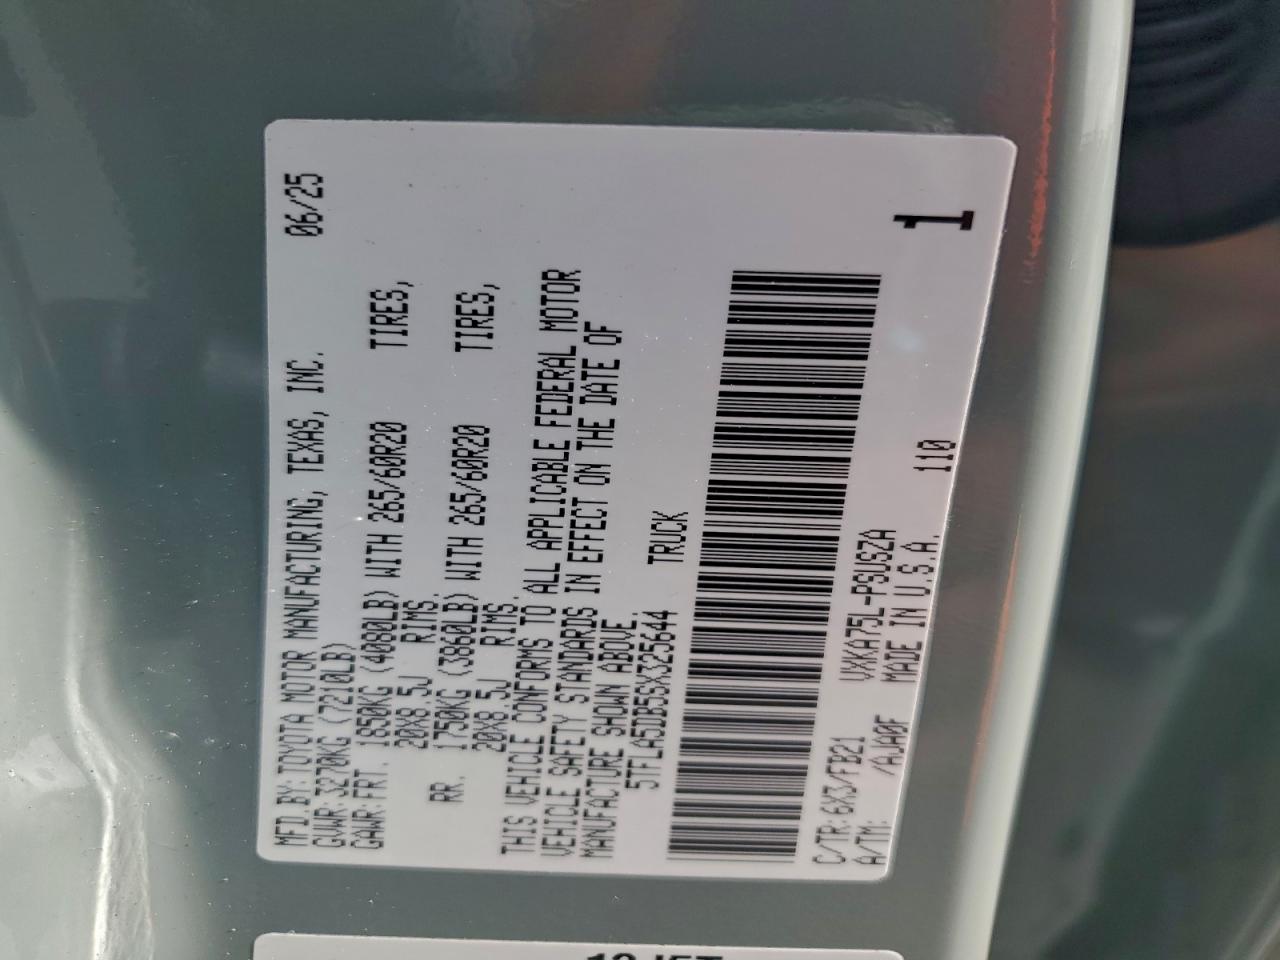 MFD.BY:TOYOTA MOTOR MANUFACTURING, TEXAS, INC. 06/25
GVWR:3270KG (7210LB)
GAWR:FRT. 1850KG (4080LB) WITH 265/60R20 TIRES,
20X8.5J RIMS.
RR. 1750KG (3860LB) WITH 265/60R20 TIRES,
20X8.5J RIMS.
THIS VEHICLE CONFORMS TO ALL APPLICABLE FEDERAL MOTOR
VEHICLE SAFETY STANDARDS IN EFFECT ON THE DATE OF
MANUFACTURE SHOWN ABOVE.
5TFLA5DB5SX325644 TRUCK
C/TR:6X3/FB21 VXKA75L-PSUSZA
A/TM: /AJA0F MADE IN U.S.A. 110
1